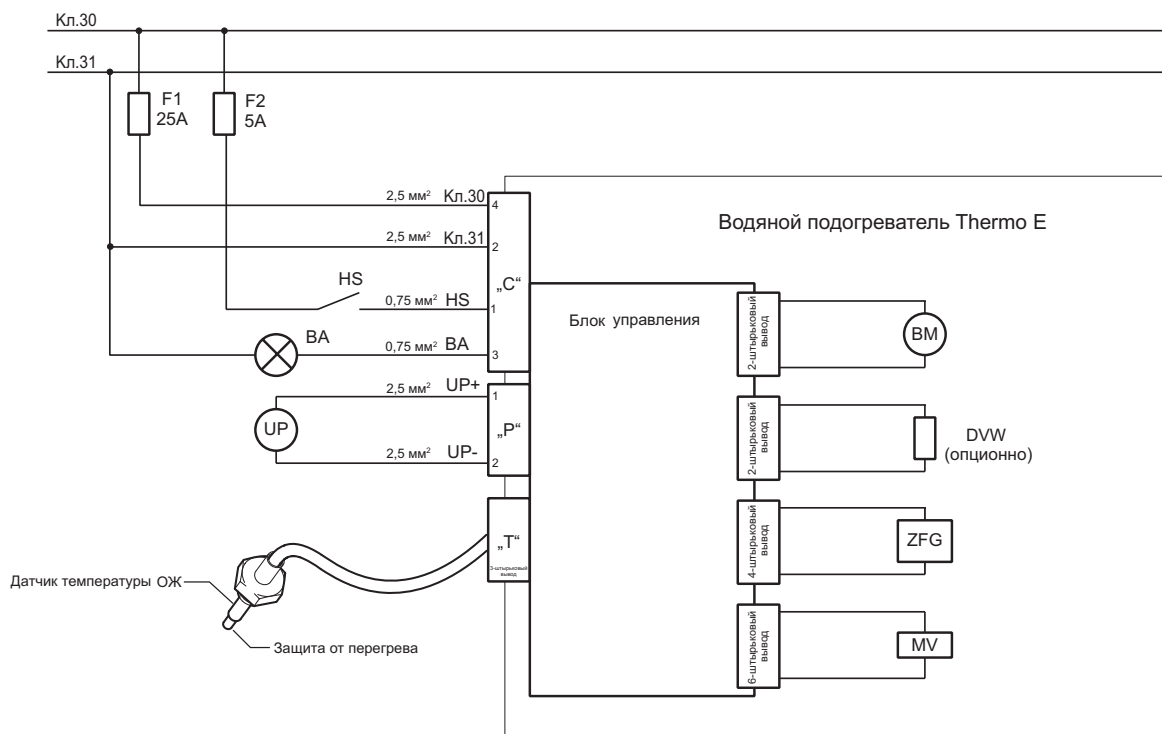 Кл.30
Кл.31
F1
25A
F2
5A
2,5 мм² Кл.30
4
Водяной подогреватель Thermo E
2,5 мм² Кл.31
2
„C“
HS
0,75 мм² HS
1
BA
0,75 мм² BA
3
Блок управления
2-штырьковый
вывод
BM
2,5 мм² UP+
1
UP
„P“
2,5 мм² UP-
2
2-штырьковый
вывод
DVW
(опционно)
„T“
3-штырьковый
вывод
4-штырьковый
вывод
ZFG
Датчик температуры ОЖ
Защита от перегрева
6-штырьковый
вывод
MV